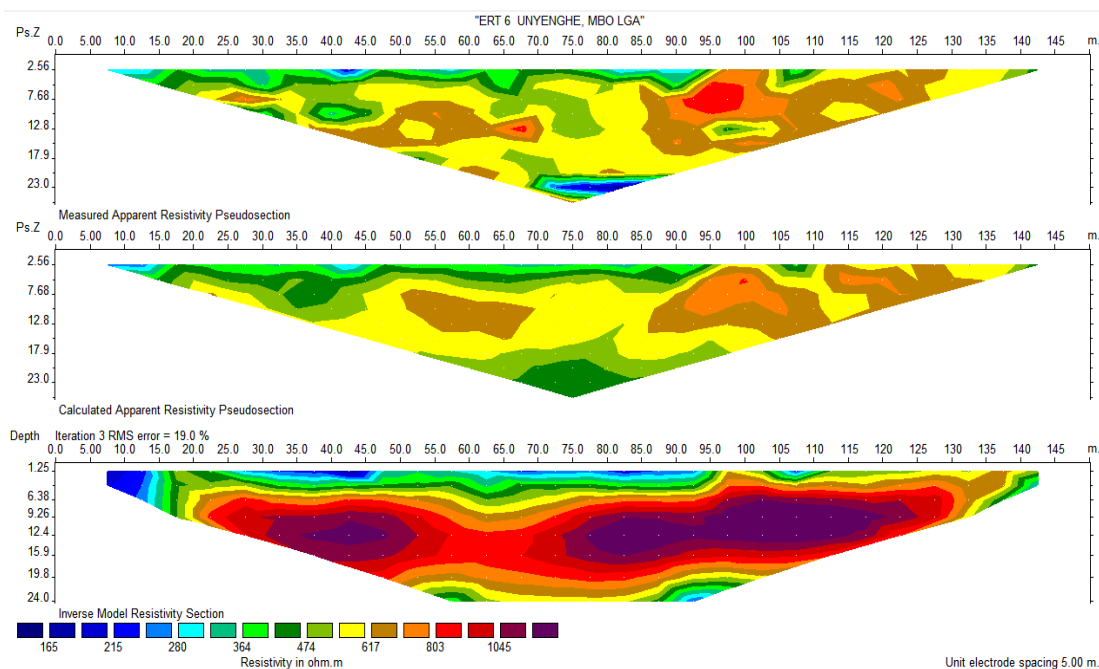 "ERT 6 UNYENGHE, MBO LGA"
Ps.Z 0.0 5.00 10.0 15.0 20.0 25.0 30.0 35.0 40.0 45.0 50.0 55.0 60.0 65.0 70.0 75.0 80.0 85.0 90.0 95.0 100.0 105 110 115 120 125 130 135 140 145 m.
2.56
7.68
12.8
17.9
23.0
Measured Apparent Resistivity Pseudosection
Ps.Z 0.0 5.00 10.0 15.0 20.0 25.0 30.0 35.0 40.0 45.0 50.0 55.0 60.0 65.0 70.0 75.0 80.0 85.0 90.0 95.0 100.0 105 110 115 120 125 130 135 140 145 m.
2.56
7.68
12.8
17.9
23.0
Calculated Apparent Resistivity Pseudosection
Depth Iteration 3 RMS error = 19.0 %
0.0 5.00 10.0 15.0 20.0 25.0 30.0 35.0 40.0 45.0 50.0 55.0 60.0 65.0 70.0 75.0 80.0 85.0 90.0 95.0 100.0 105 110 115 120 125 130 135 140 145 m.
1.25
6.38
9.26
12.4
15.9
19.8
24.0
Inverse Model Resistivity Section
165 215 280 364 474 617 803 1045
Resistivity in ohm.m Unit electrode spacing 5.00 m.